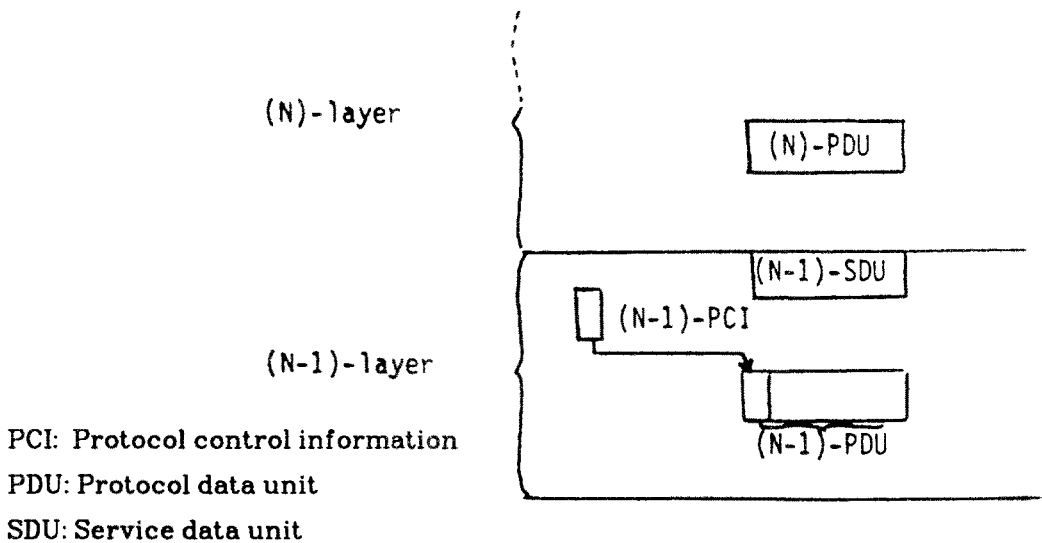 (N)-layer
(N)-PDU
(N-1)-SDU
(N-1)-PCI
(N-1)-layer
(N-1)-PDU
PCI: Protocol control information
PDU: Protocol data unit
SDU: Service data unit